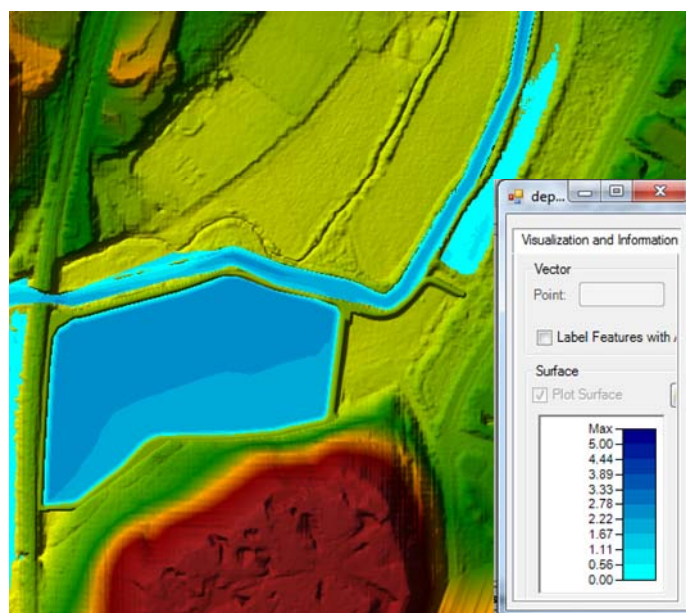 dep...
Visualization and Information
Vector
Point:
Label Features with
Surface
Plot Surface
Max
5.00
4.44
3.89
3.33
2.78
2.22
1.67
1.11
0.56
0.00